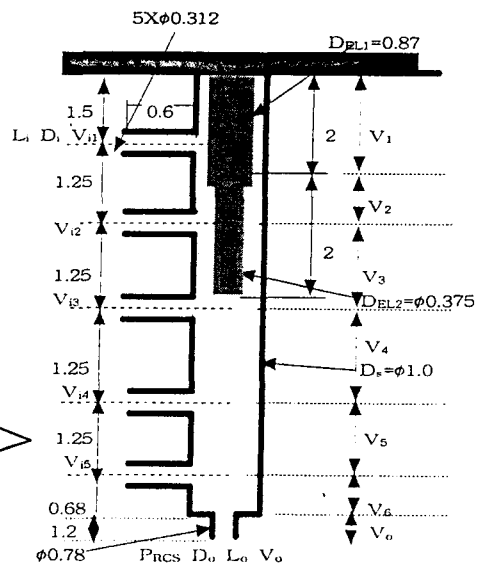 5Xφ0.312
D_EL1=0.87
1.5
0.6
L_i D_i V_i1
2
V_1
1.25
V_2
V_i2
1.25
2
V_3
V_i3
D_EL2=φ0.375
1.25
V_4
D_s=φ1.0
V_i4
1.25
V_5
V_i5
0.68
V_6
1.2
V_o
φ0.78
P_RCS D_o L_o V_o